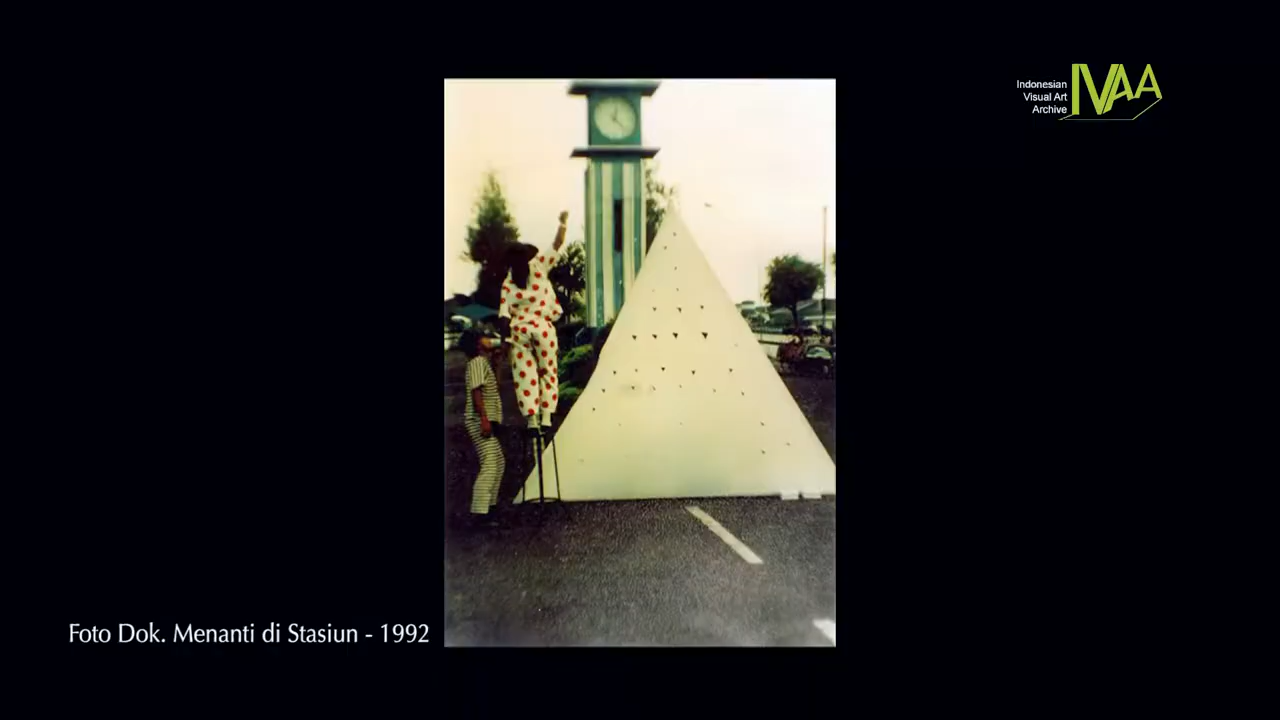 Indonesian
Visual Art
Archive
IVAA
Foto Dok. Menanti di Stasiun - 1992